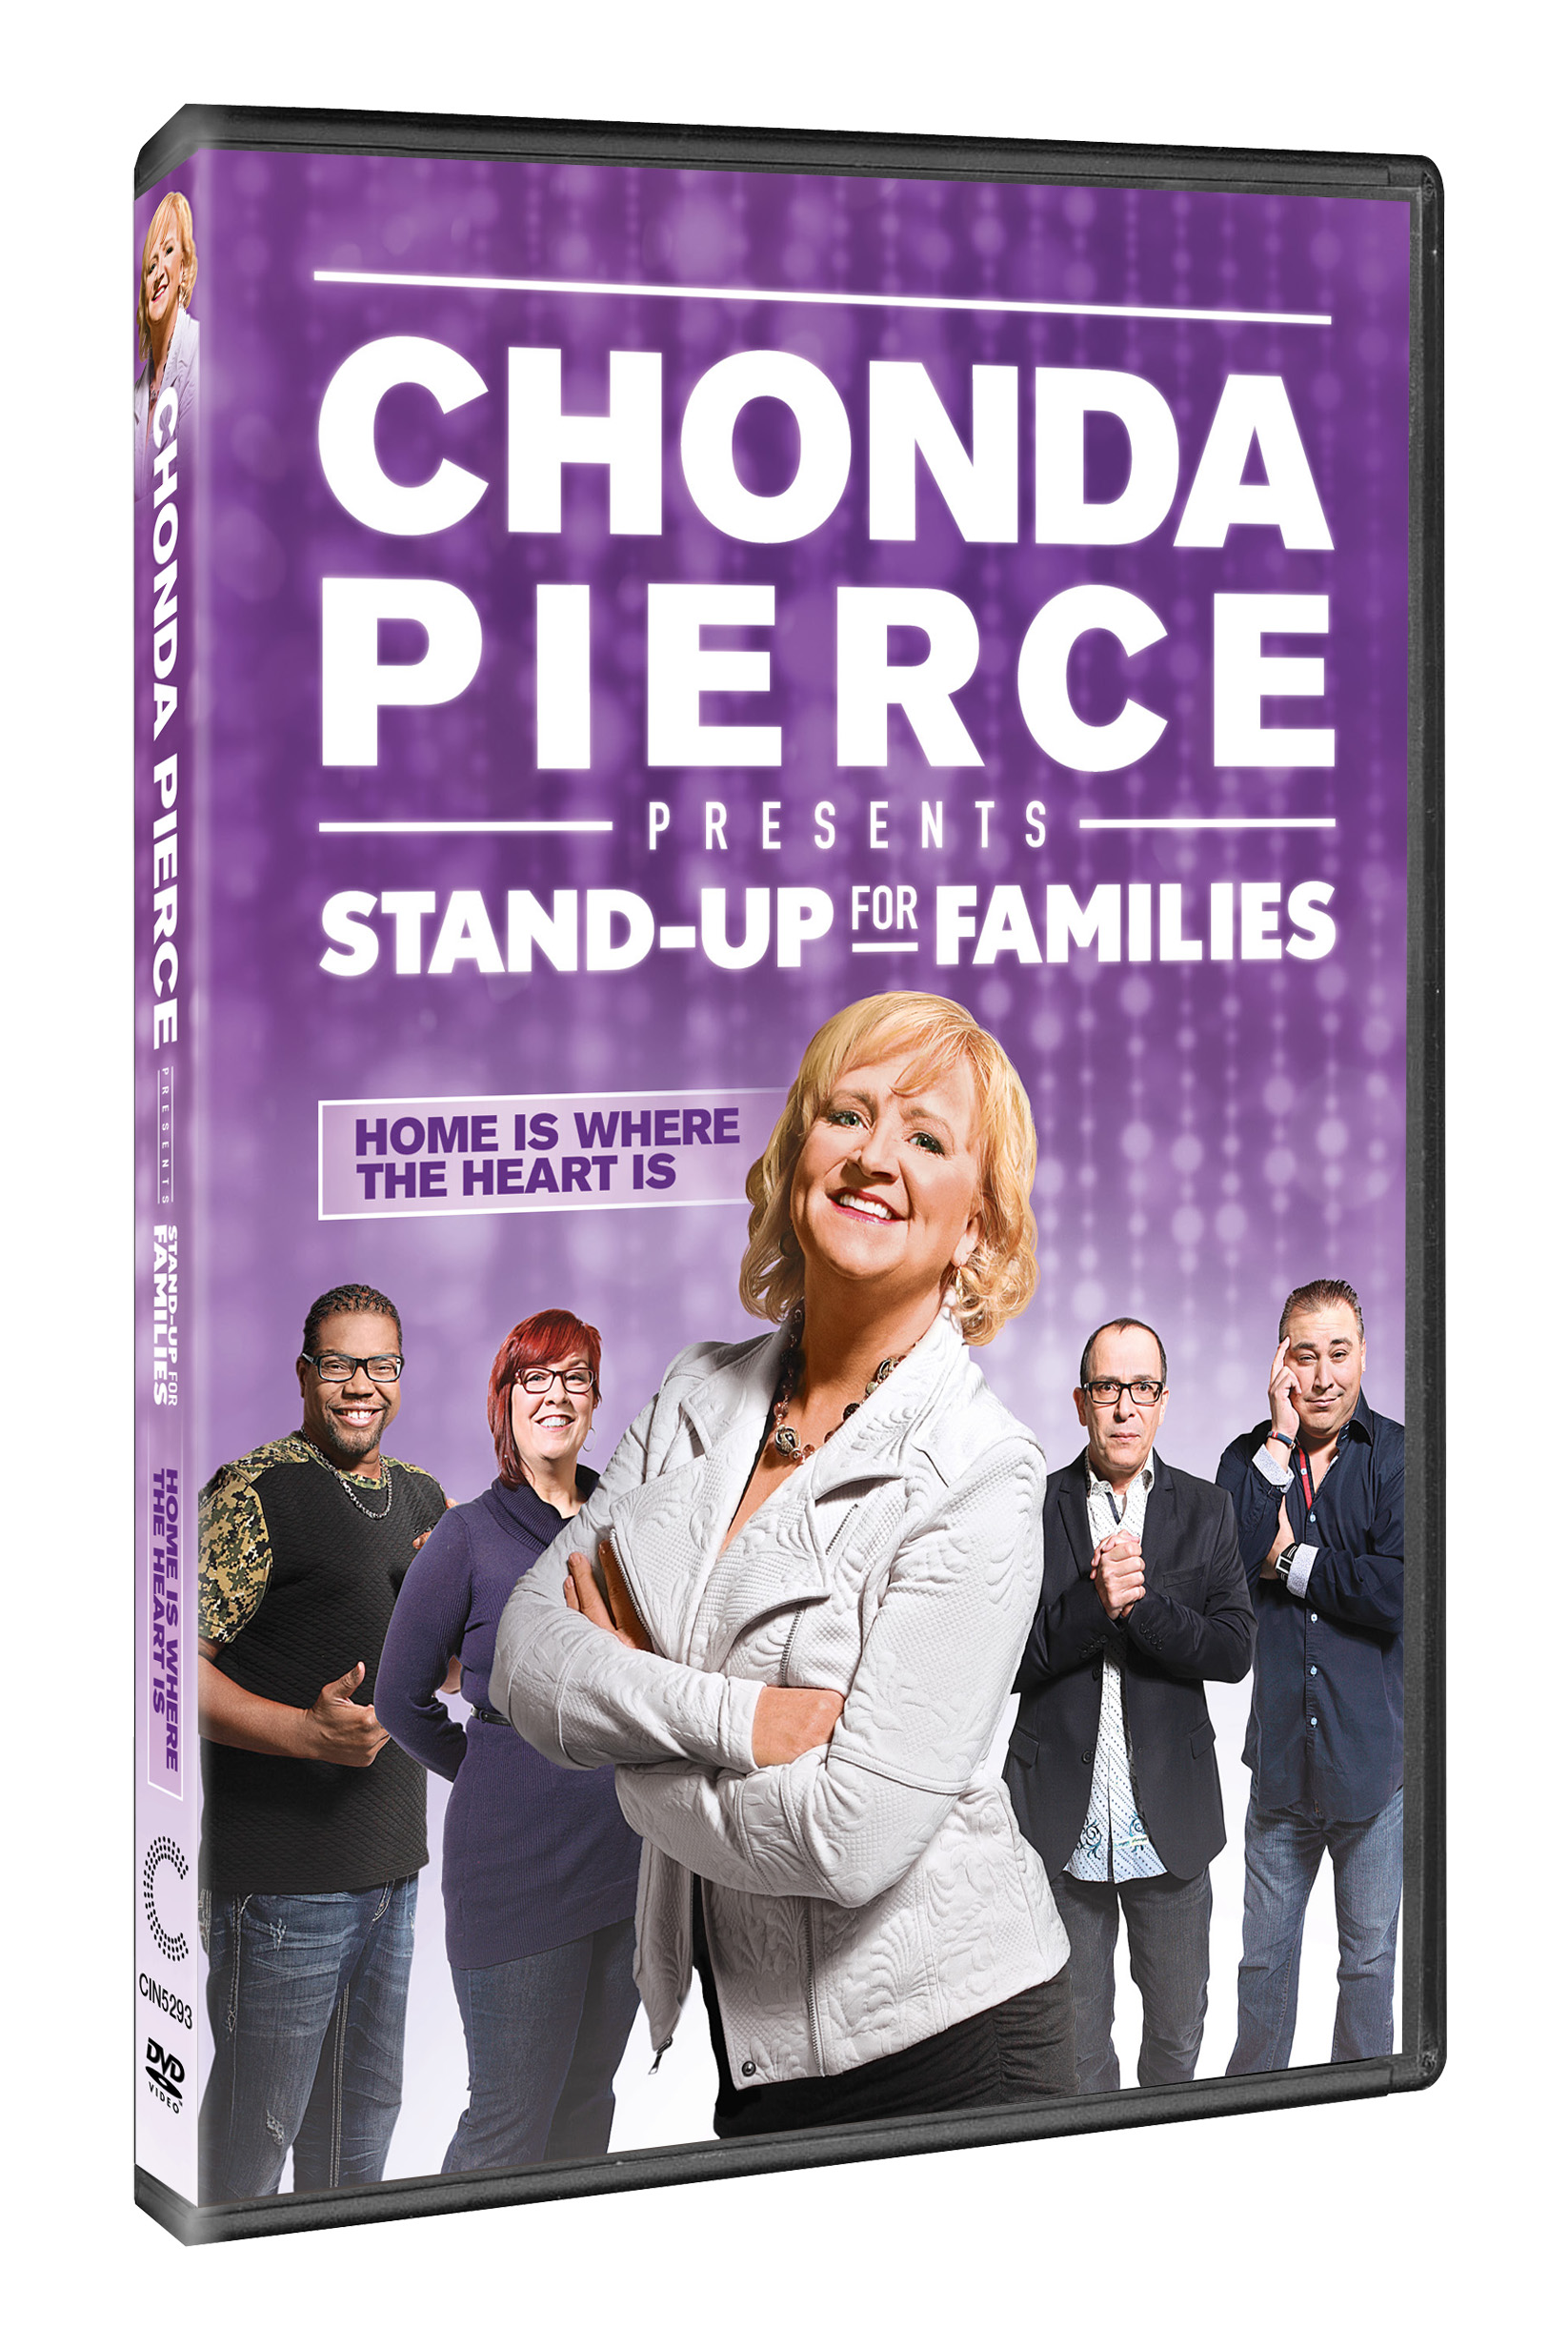 CHONDA
PIERCE
PRESENTS
STAND-UP FOR FAMILIES
HOME IS WHERE
THE HEART IS
CHONDA PIERCE
PRESENTS
STAND-UP FOR
FAMILIES
HOME IS WHERE
THE HEART IS
C
CIN5293
DVD
VIDEO